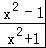 x² − 1
x²+1